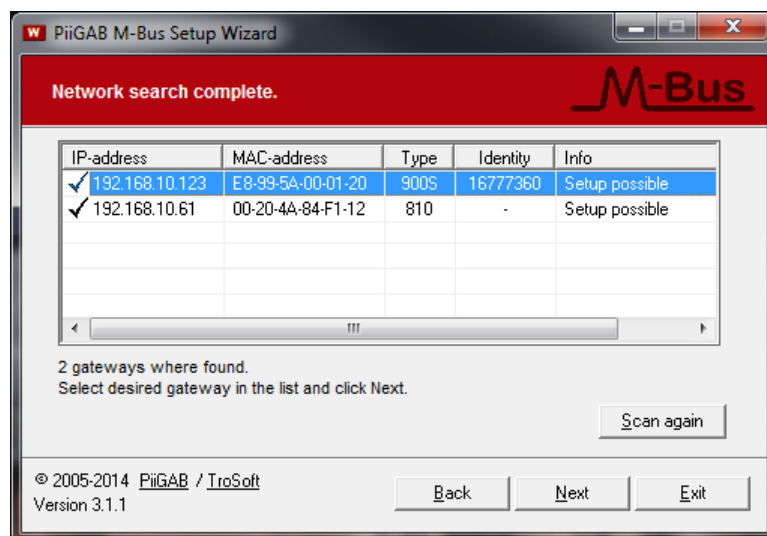 PiiGAB M-Bus Setup Wizard
Network search complete.
M-Bus
IP-address MAC-address Type Identity Info
192.168.10.123 E8-99-5A-00-01-20 900S 16777360 Setup possible
192.168.10.61 00-20-4A-84-F1-12 810 - Setup possible
2 gateways where found.
Select desired gateway in the list and click Next.
Scan again
© 2005-2014 PiiGAB / TroSoft
Version 3.1.1
Back Next Exit